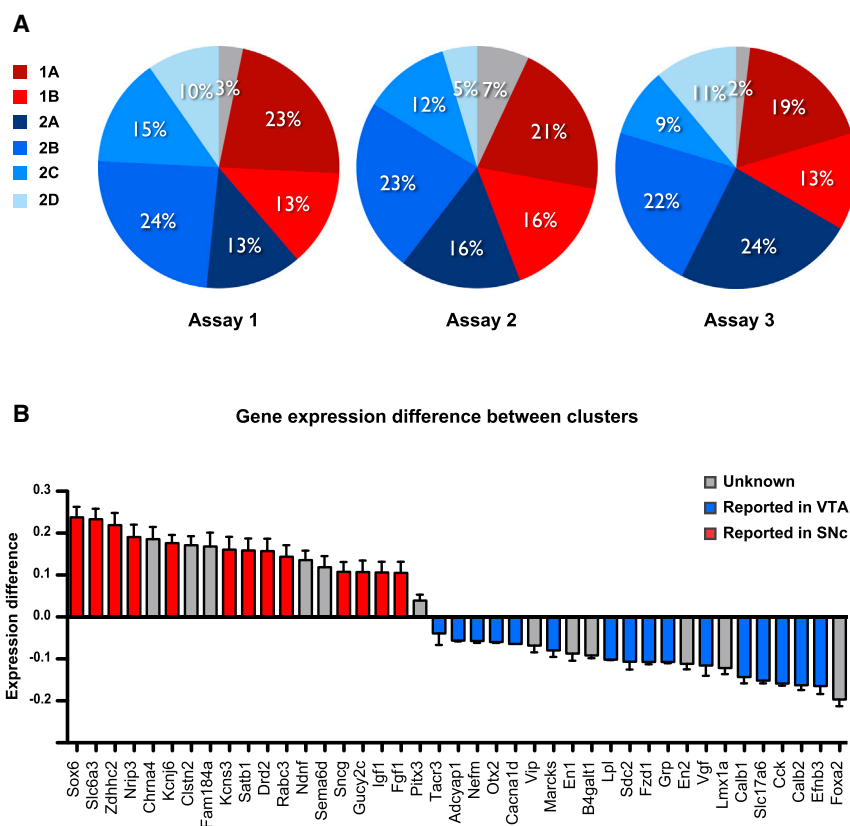 A
1A
1B
2A
2B
2C
2D
3%
23%
13%
13%
24%
15%
10%
Assay 1
7%
21%
16%
16%
23%
12%
5%
Assay 2
2%
19%
13%
24%
22%
9%
11%
Assay 3
B
Gene expression difference between clusters
Unknown
Reported in VTA
Reported in SNc
Expression difference
0.3
0.2
0.1
0.0
-0.1
-0.2
Sox6
Slc6a3
Zdhhc2
Nrip3
Chrna4
Kcnj6
Clstn2
Fam184a
Kcns3
Satb1
Drd2
Rabc3
Ndnf
Sema6d
Sncg
Gucy2c
Igf1
Fgf1
Pitx3
Tacr3
Adcyap1
Nefm
Otx2
Cacna1d
Vip
Marcks
En1
B4galt1
Lpl
Sdc2
Fzd1
Grp
En2
Vgf
Lmx1a
Calb1
Slc17a6
Cck
Calb2
Efnb3
Foxa2